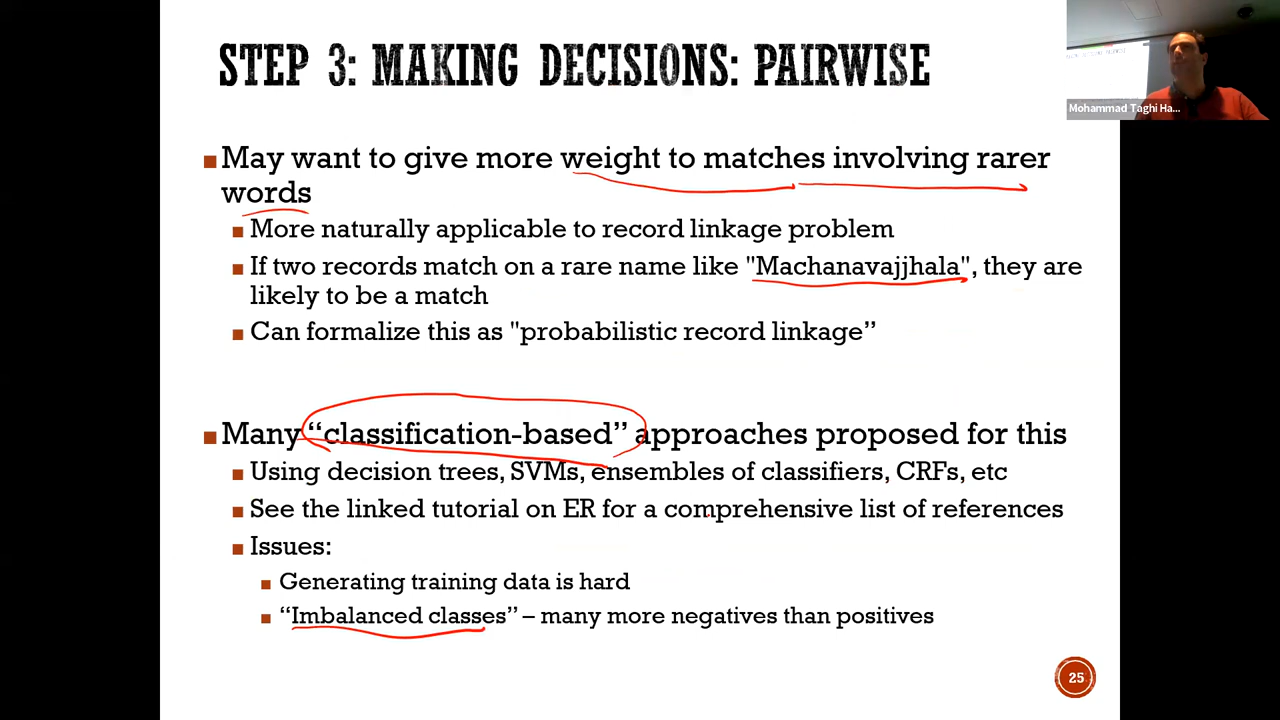 STEP 3: MAKING DECISIONS: PAIRWISE
Mohammad Taghi Ha...
■May want to give more weight to matches involving rarer
words
■ More naturally applicable to record linkage problem
■ If two records match on a rare name like "Machanavajjhala", they are
likely to be a match
■ Can formalize this as "probabilistic record linkage”
■Many “classification-based” approaches proposed for this
■ Using decision trees, SVMs, ensembles of classifiers, CRFs, etc
■ See the linked tutorial on ER for a comprehensive list of references
■ Issues:
■ Generating training data is hard
■ “Imbalanced classes” – many more negatives than positives
25